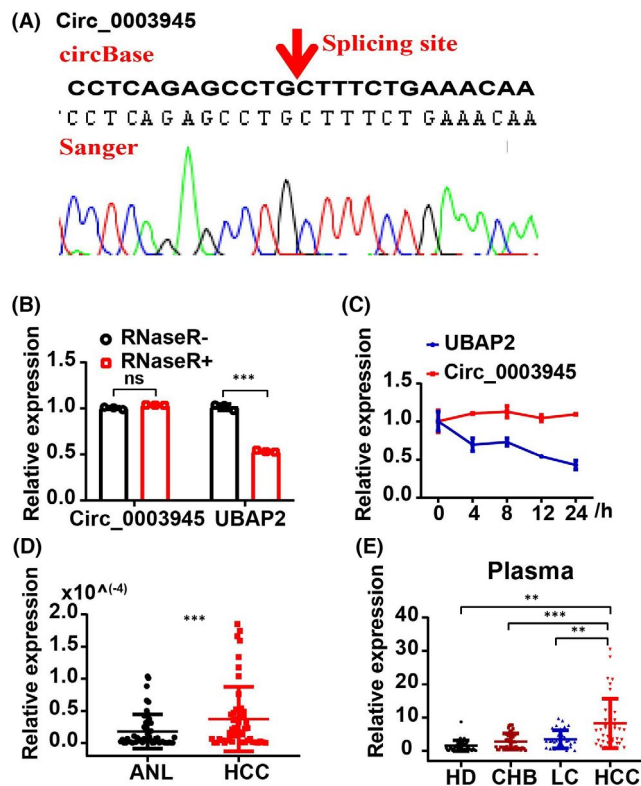 (A) Circ_0003945
circBase
Splicing site
CCTCAGAGCCTGCTTTCTGAAACAA
CCTCAGAGCCTGCTTTCTGAAACAA
Sanger
(B)
RNaseR-
RNaseR+
ns
***
Relative expression
1.5
1.0
0.5
0.0
Circ_0003945 UBAP2
(C)
UBAP2
Circ_0003945
Relative expression
1.5
1.0
0.5
0.0
0 4 8 12 24 /h
(D)
x10^(-4)
***
Relative expression
2.0
1.5
1.0
0.5
0.0
ANL HCC
(E)
Plasma
**
***
**
Relative expression
40
30
20
10
0
HD CHB LC HCC